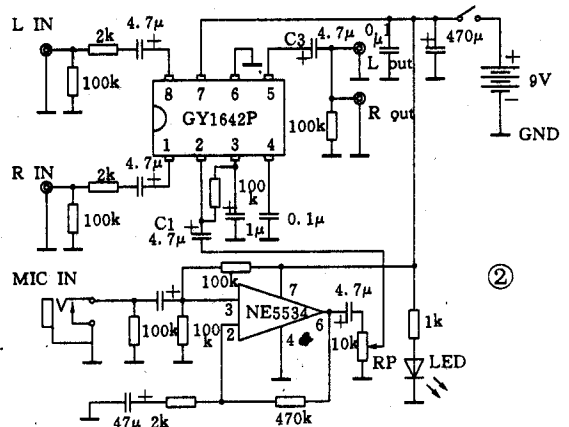 L IN
2k
4.7μ
100k
8
7
6
5
GY1642P
1
2
3
4
C3
4.7μ
0.1
μ
L out
470μ
9V
GND
R out
100k
R IN
2k
4.7μ
100k
C1
4.7μ
100
k
1μ
0.1μ
MIC IN
V
100k
100
k
100k
3
2
NE5534
7
4
6
4.7μ
10k
RP
1k
LED
②
47μ
2k
470k